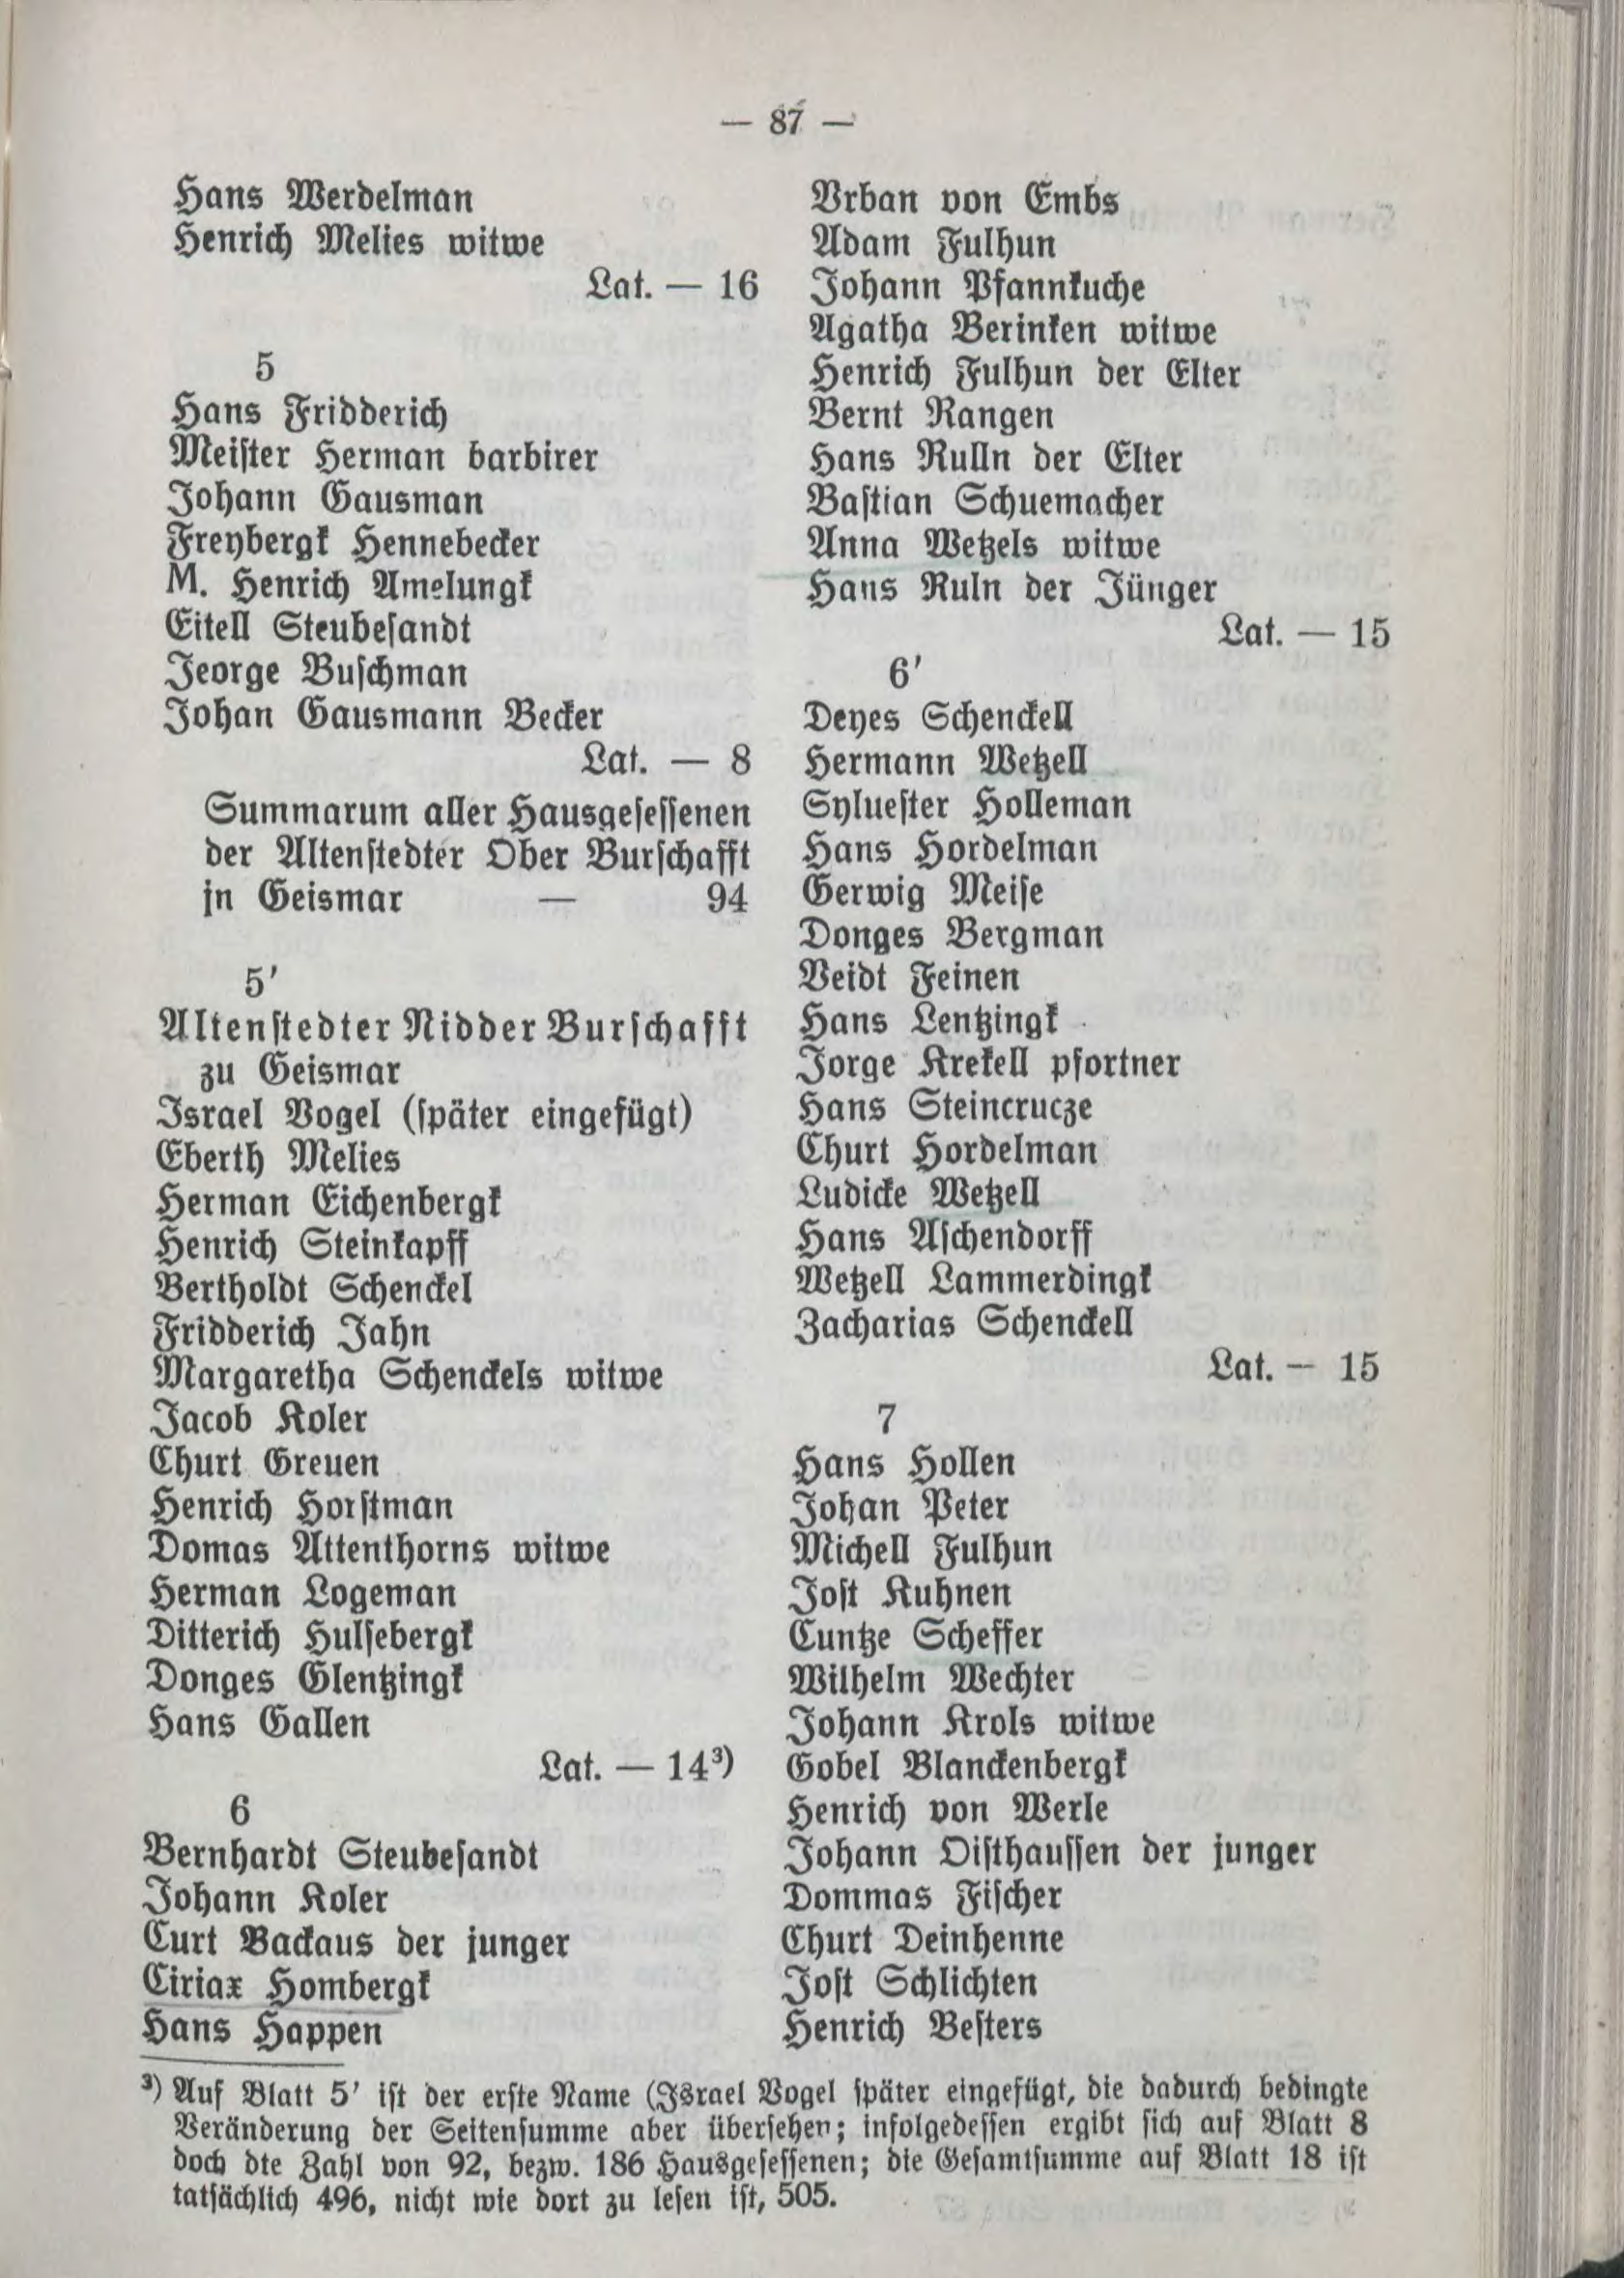 — 87 —
Hans Werdelman
Henrich Melies witwe
Lat. — 16
5
Hans Fridderich
Meiſter Herman barbirer
Johann Gausman
Freybergk Hennebecker
M. Henrich Amelungk
Eitell Steubeſandt
Jeorge Buſchman
Johan Gausmann Becker
Lat. — 8
Summarum aller Hausgeſeſſenen
der Altenſtedter Ober Burſchafft
in Geismar — 94
5'
Altenſtedter Nidder Burſchafft
zu Geismar
Israel Vogel (ſpäter eingefügt)
Eberth Melies
Herman Eichenbergk
Henrich Steinkapff
Bertholdt Schenckel
Fridderich Jahn
Margaretha Schenckels witwe
Jacob Koler
Churt Greuen
Henrich Horſtman
Domas Attenthorns witwe
Herman Logeman
Ditterich Hulſebergk
Donges Glentzingk
Hans Gallen
Lat. — 14³)
6
Bernhardt Steubeſandt
Johann Koler
Curt Backaus der junger
Ciriax Hombergk
Hans Happen
Vrban von Embs
Adam Fulhun
Johann Pfannkuche
Agatha Berinken witwe
Henrich Fulhun der Elter
Bernt Rangen
Hans Rulln der Elter
Baſtian Schuemacher
Anna Wetzels witwe
Hans Ruln der Jünger
Lat. — 15
6'
Deyes Schenckell
Hermann Wetzell
Sylueſter Holleman
Hans Hordelman
Gerwig Meiſe
Donges Bergman
Veidt Feinen
Hans Lentzingk
Jorge Krekell pfortner
Hans Steincrucze
Churt Hordelman
Ludicke Wetzell
Hans Aſchendorff
Wetzell Lammerdingk
Zacharias Schenckell
Lat. — 15
7
Hans Hollen
Johan Peter
Michell Fulhun
Joſt Kuhnen
Cuntze Scheffer
Wilhelm Wechter
Johann Krols witwe
Gobel Blanckenbergk
Henrich von Werle
Johann Oiſthauſſen der junger
Dommas Fiſcher
Churt Deinhenne
Joſt Schlichten
Henrich Beſters
³) Auf Blatt 5' iſt der erſte Name (Israel Vogel ſpäter eingefügt, die dadurch bedingte
Veränderung der Seitenſumme aber überſehen; infolgedeſſen ergibt ſich auf Blatt 8
doch dte Zahl von 92, bezw. 186 Hausgeſeſſenen; die Geſamtſumme auf Blatt 18 iſt
tatſächlich 496, nicht wie dort zu leſen iſt, 505.